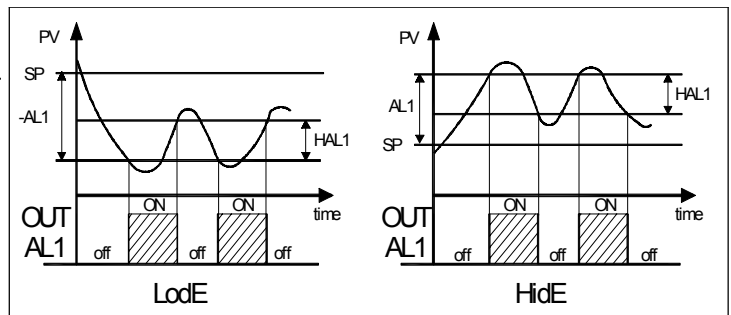 PV
SP
-AL1
HAL1
ON
ON
time
OUT
AL1
off
off
off
LodE
PV
AL1
HAL1
SP
ON
ON
time
OUT
AL1
off
off
off
HidE